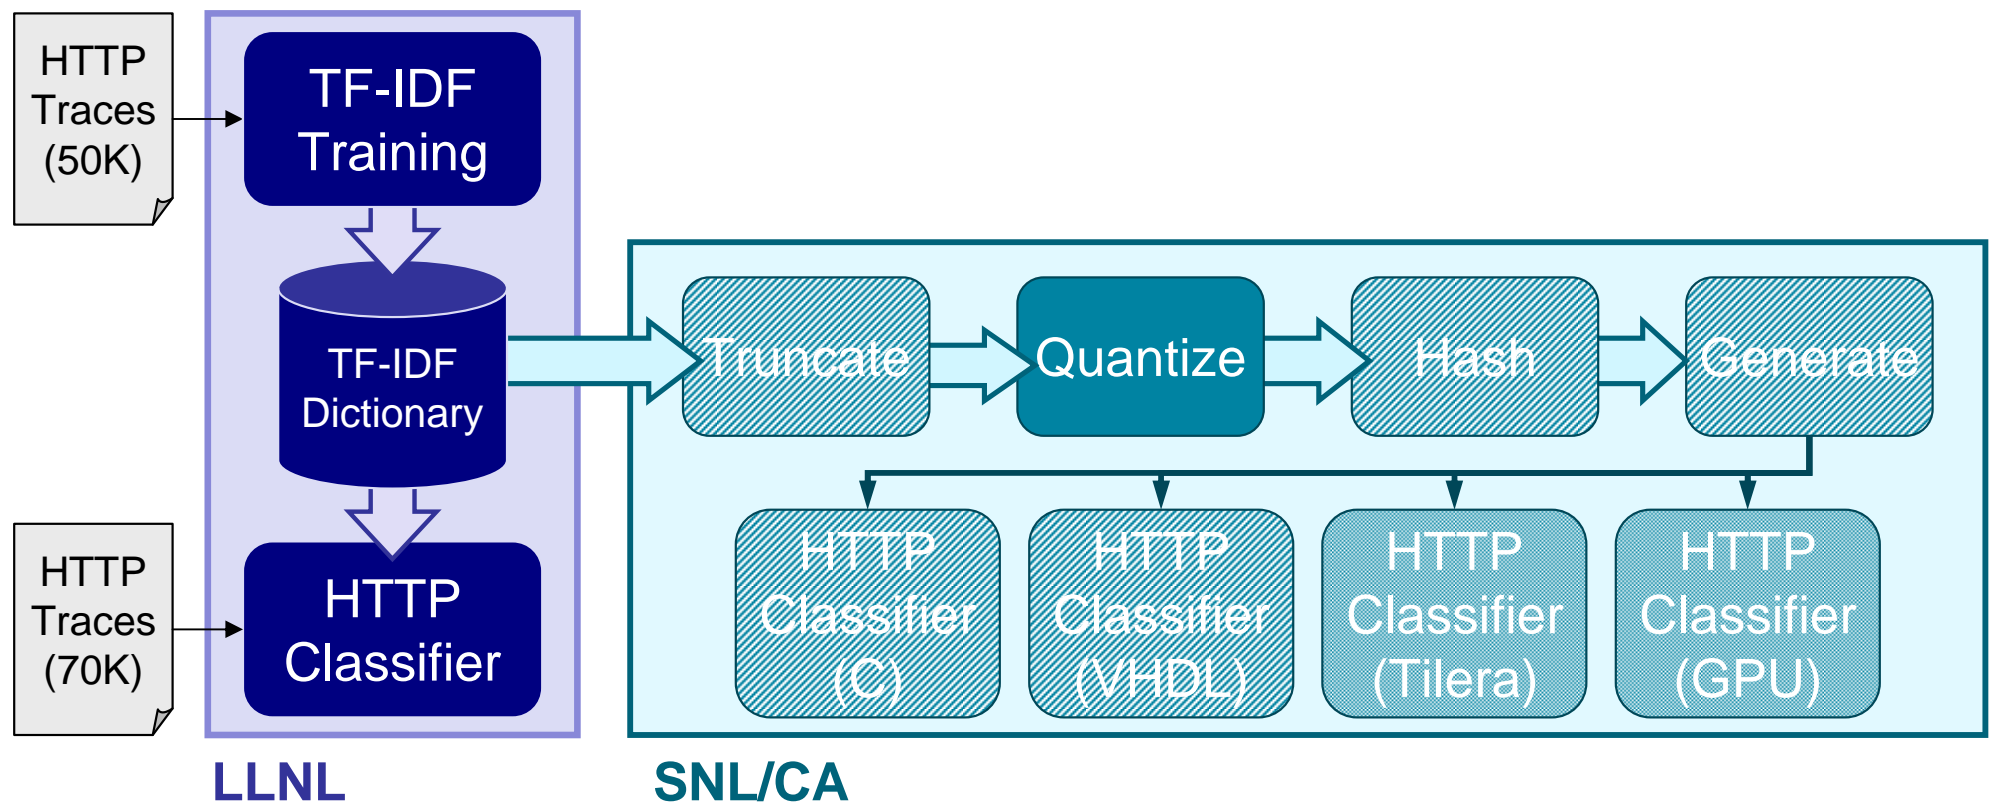 HTTP
Traces
(50K)
TF-IDF
Training
TF-IDF
Dictionary
HTTP
Traces
(70K)
HTTP
Classifier
LLNL
Truncate
Quantize
Hash
Generate
HTTP
Classifier
(C)
HTTP
Classifier
(VHDL)
HTTP
Classifier
(Tilera)
HTTP
Classifier
(GPU)
SNL/CA